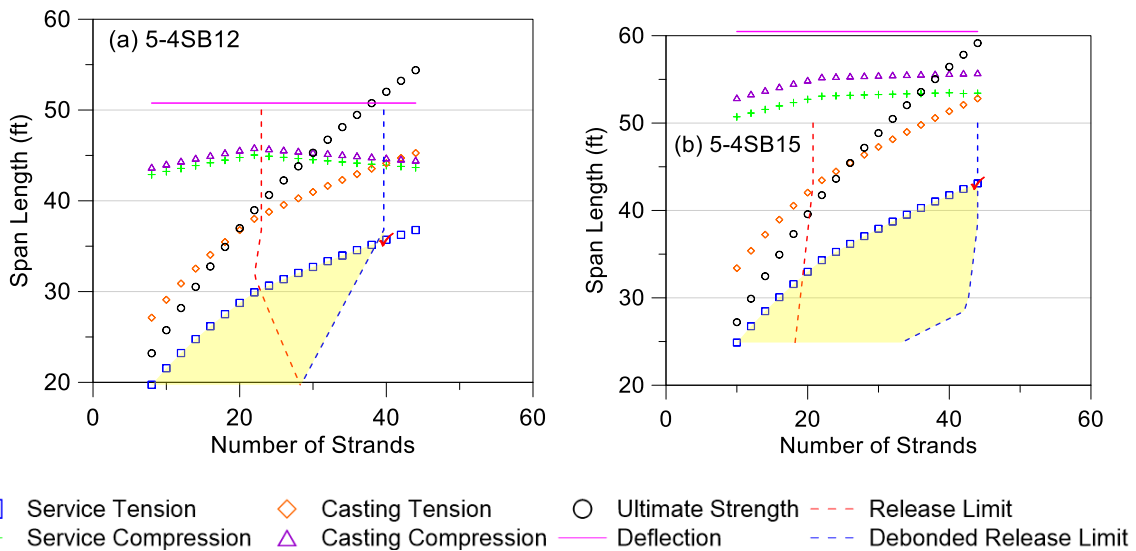 60
(a) 5-4SB12
50
40
30
20
0
20
40
60
Span Length (ft)
Number of Strands
60
50
(b) 5-4SB15
40
30
20
0
20
40
60
Span Length (ft)
Number of Strands
Service Tension
Casting Tension
Ultimate Strength
Release Limit
Service Compression
Casting Compression
Deflection
Debonded Release Limit